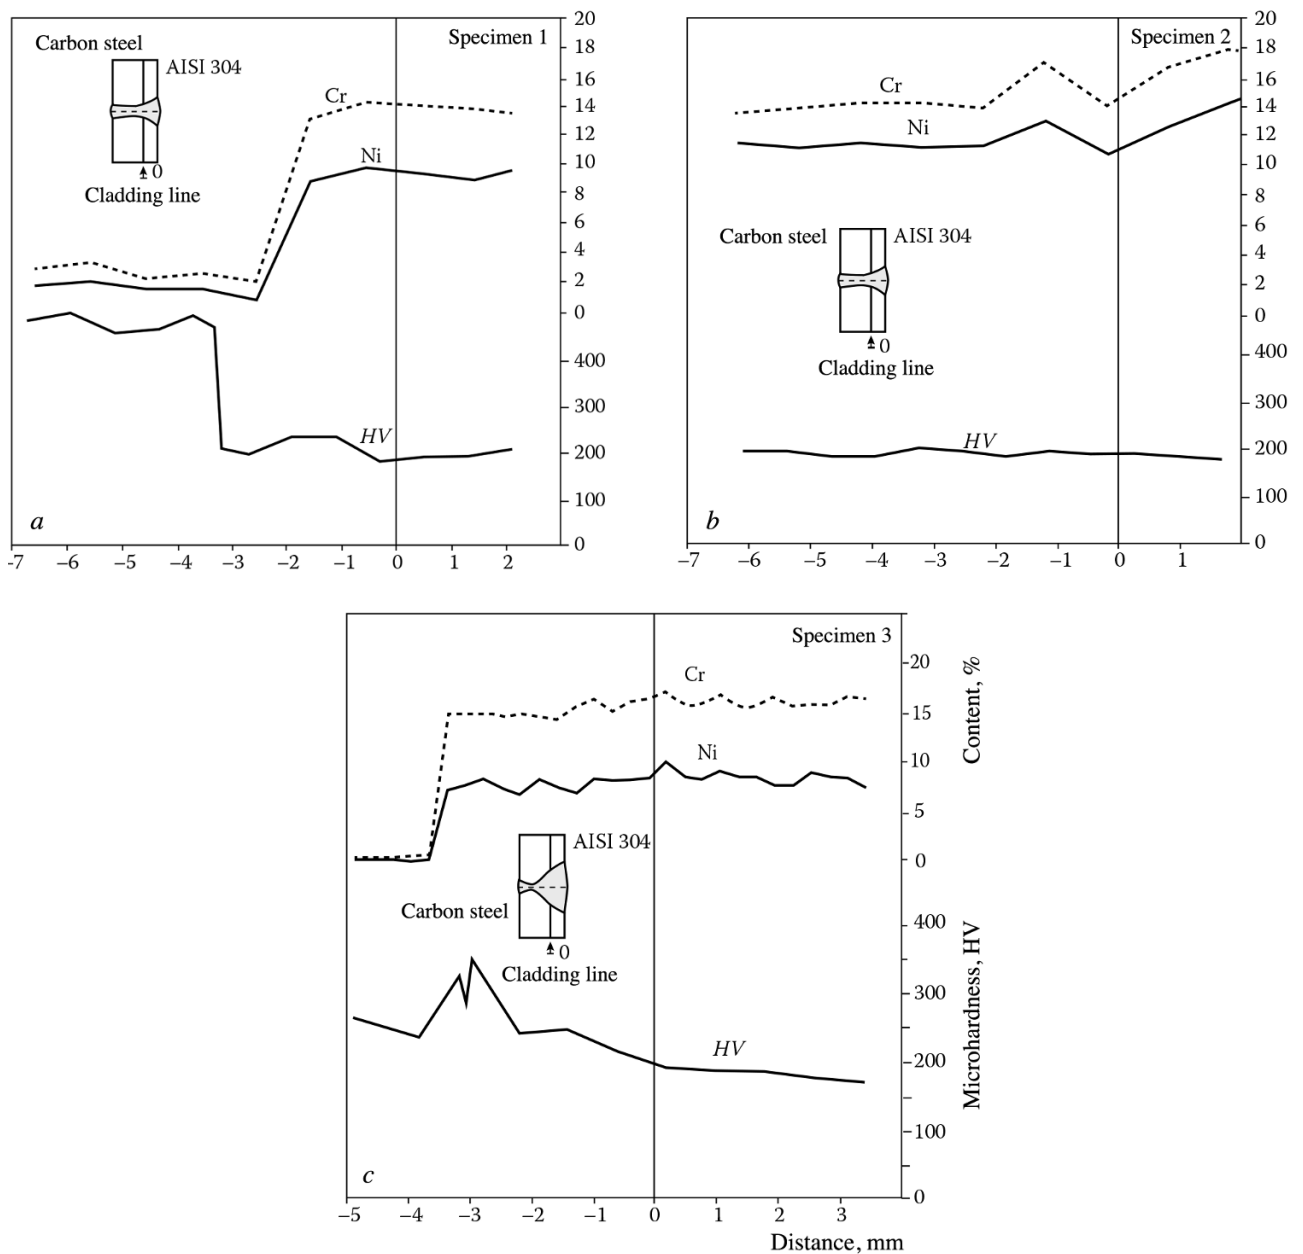 Specimen 1
Carbon steel
AISI 304
Cr
Ni
0
Cladding line
HV
a
20
18
16
14
12
10
8
6
4
2
0
400
300
200
100
0
-7 −6 −5 −4 −3 −2 −1 0 1 2
Specimen 2
Cr
Ni
Carbon steel
AISI 304
0
Cladding line
HV
b
20
18
16
14
12
10
8
6
4
2
0
400
300
200
100
0
−7 −6 −5 −4 −3 −2 −1 0 1
Specimen 3
Cr
Ni
AISI 304
Carbon steel
0
Cladding line
HV
c
20
15
10
5
0
400
300
200
100
0
Content, %
Microhardness, HV
−5 −4 −3 −2 −1 0 1 2 3
Distance, mm